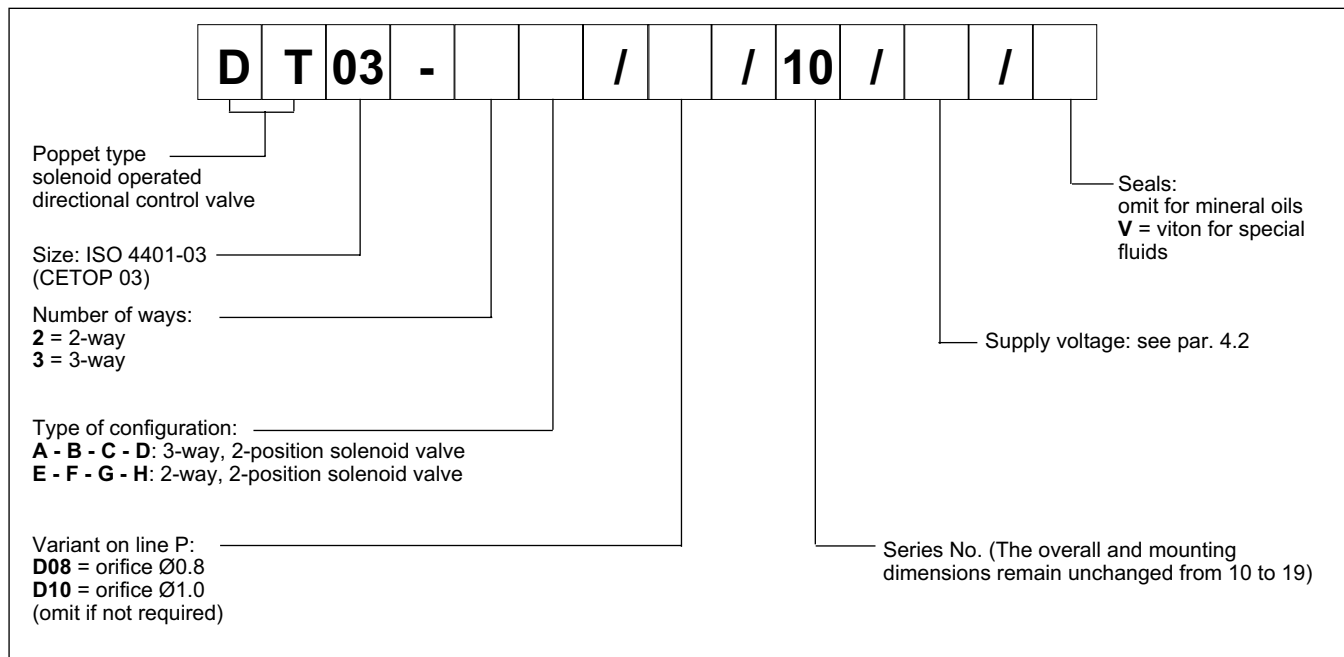 D T 03 - / / 10 / /
Poppet type
solenoid operated
directional control valve
Size: ISO 4401-03
(CETOP 03)
Number of ways:
2 = 2-way
3 = 3-way
Type of configuration:
A - B - C - D: 3-way, 2-position solenoid valve
E - F - G - H: 2-way, 2-position solenoid valve
Variant on line P:
D08 = orifice Ø0.8
D10 = orifice Ø1.0
(omit if not required)
Seals:
omit for mineral oils
V = viton for special
fluids
Supply voltage: see par. 4.2
Series No. (The overall and mounting
dimensions remain unchanged from 10 to 19)